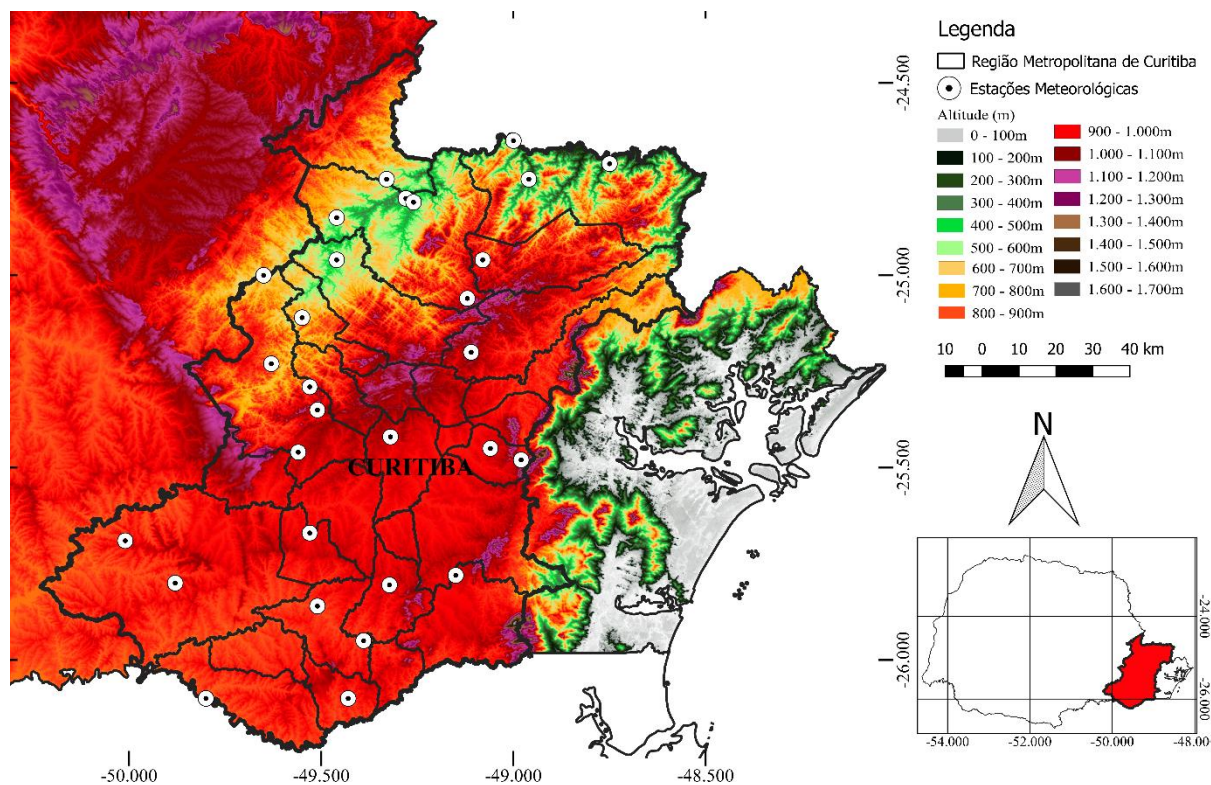 Legenda
Região Metropolitana de Curitiba
Estações Meteorológicas
Altitude (m)
0 - 100m
100 - 200m
200 - 300m
300 - 400m
400 - 500m
500 - 600m
600 - 700m
700 - 800m
800 - 900m
900 - 1.000m
1.000 - 1.100m
1.100 - 1.200m
1.200 - 1.300m
1.300 - 1.400m
1.400 - 1.500m
1.500 - 1.600m
1.600 - 1.700m
10 0 10 20 30 40 km
N
CURITIBA
-24.500
-25.000
-25.500
-26.000
-50.000 -49.500 -49.000 -48.500
-24.000
-26.000
-54.000 -52.000 -50.000 -48.00